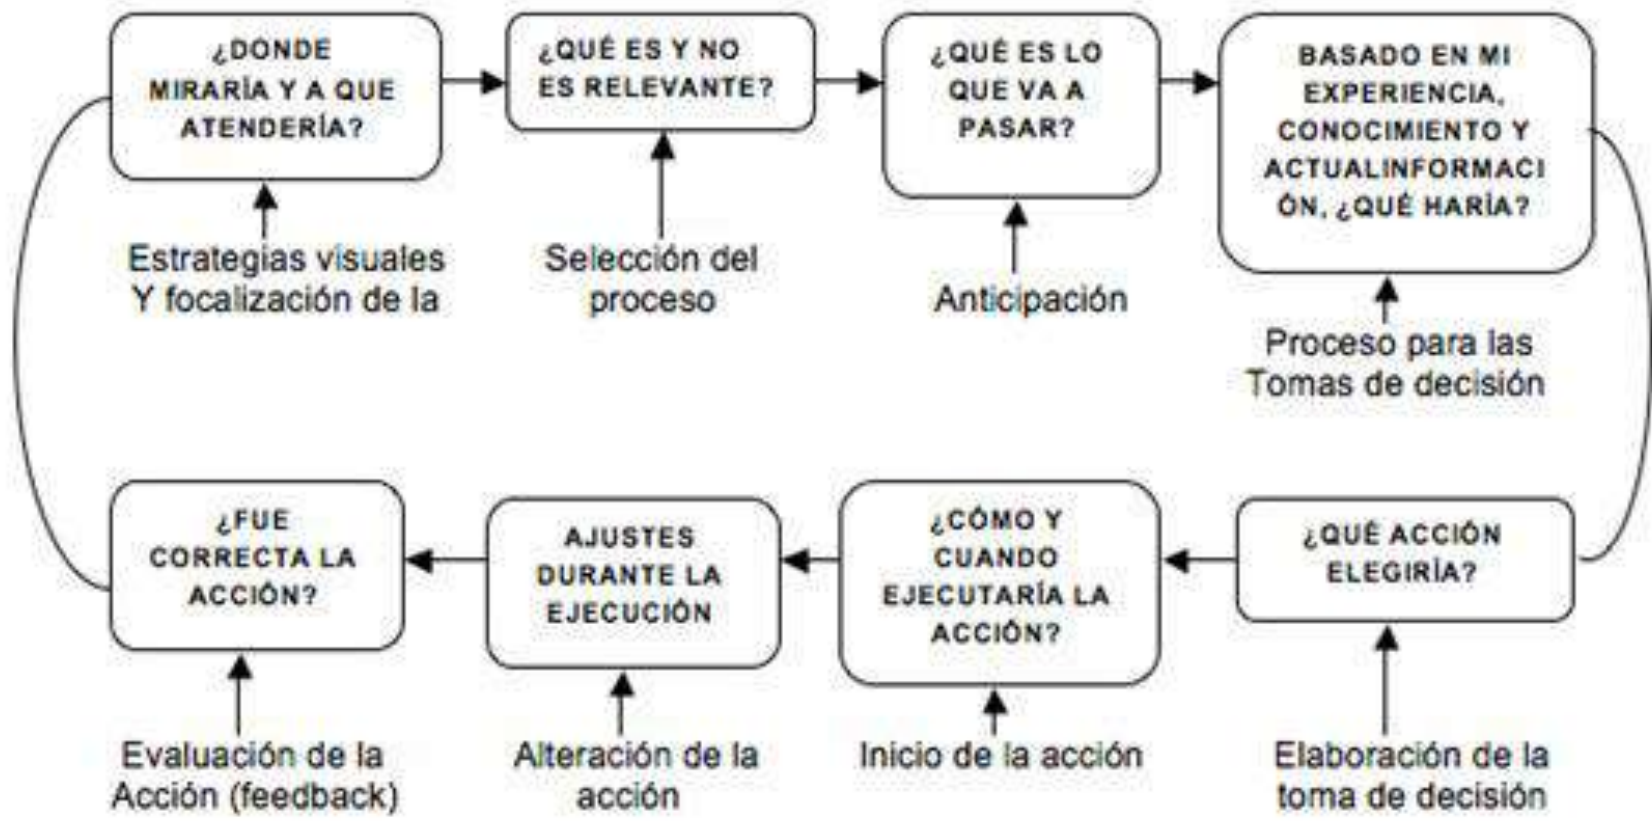 ¿DONDE
MIRARÍA Y A QUE
ATENDERÍA?
¿QUÉ ES Y NO
ES RELEVANTE?
¿QUÉ ES LO
QUE VA A
PASAR?
BASADO EN MI
EXPERIENCIA,
CONOCIMIENTO Y
ACTUALINFORMACI
ÓN, ¿QUÉ HARÍA?
Estrategias visuales
Y focalización de la
Selección del
proceso
Anticipación
Proceso para las
Tomas de decisión
¿FUE
CORRECTA LA
ACCIÓN?
AJUSTES
DURANTE LA
EJECUCIÓN
¿CÓMO Y
CUANDO
EJECUTARÍA LA
ACCIÓN?
¿QUÉ ACCIÓN
ELEGIRÍA?
Evaluación de la
Acción (feedback)
Alteración de la
acción
Inicio de la acción
Elaboración de la
toma de decisión